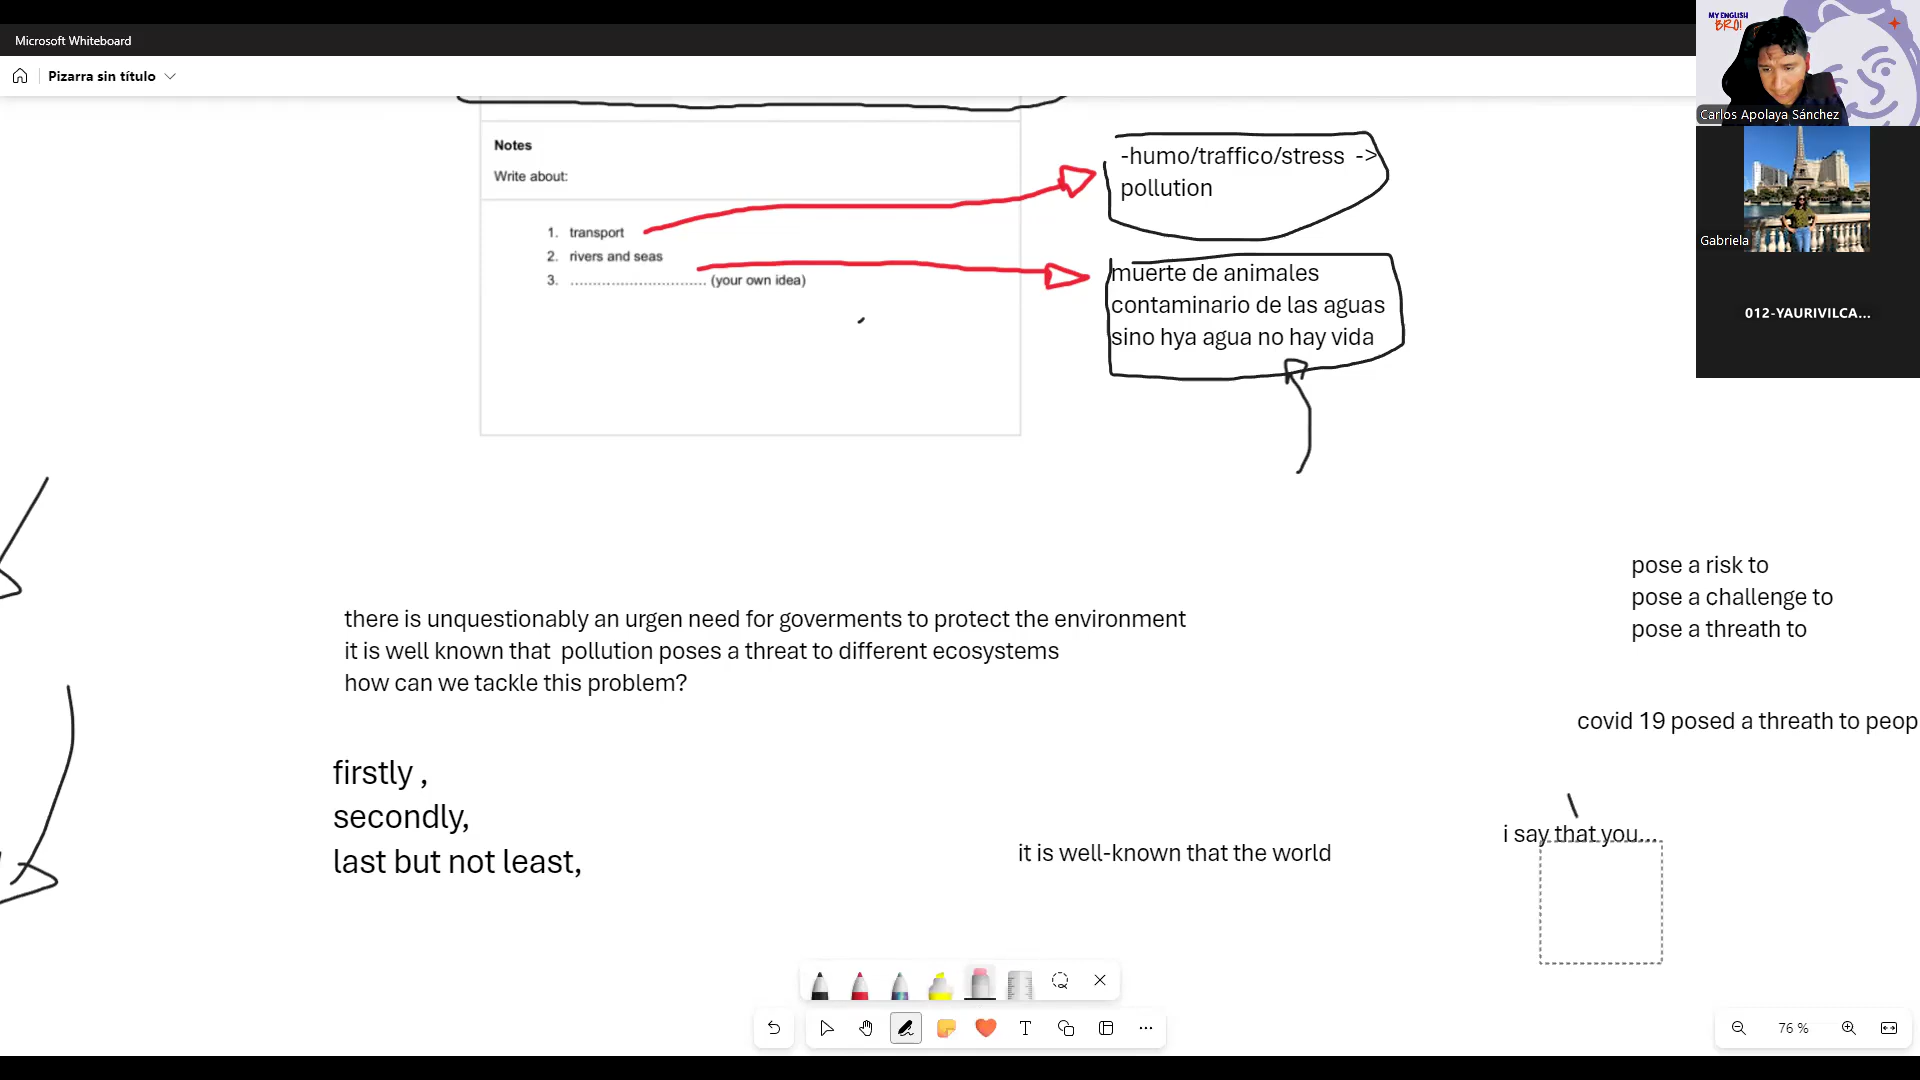 Microsoft Whiteboard
Pizarra sin título
MY ENGLISH
BRO!
Carlos Apolaya Sánchez
Gabriela
012-YAURIVILCA...
Notes
Write about:
1. transport
2. rivers and seas
3. ................................ (your own idea)
-humo/traffico/stress ->
pollution
muerte de animales
contaminario de las aguas
sino hya agua no hay vida
pose a risk to
pose a challenge to
pose a threath to
there is unquestionably an urgen need for goverments to protect the environment
it is well known that pollution poses a threat to different ecosystems
how can we tackle this problem?
covid 19 posed a threath to peop
firstly ,
secondly,
last but not least,
it is well-known that the world
i say that you...
76 %